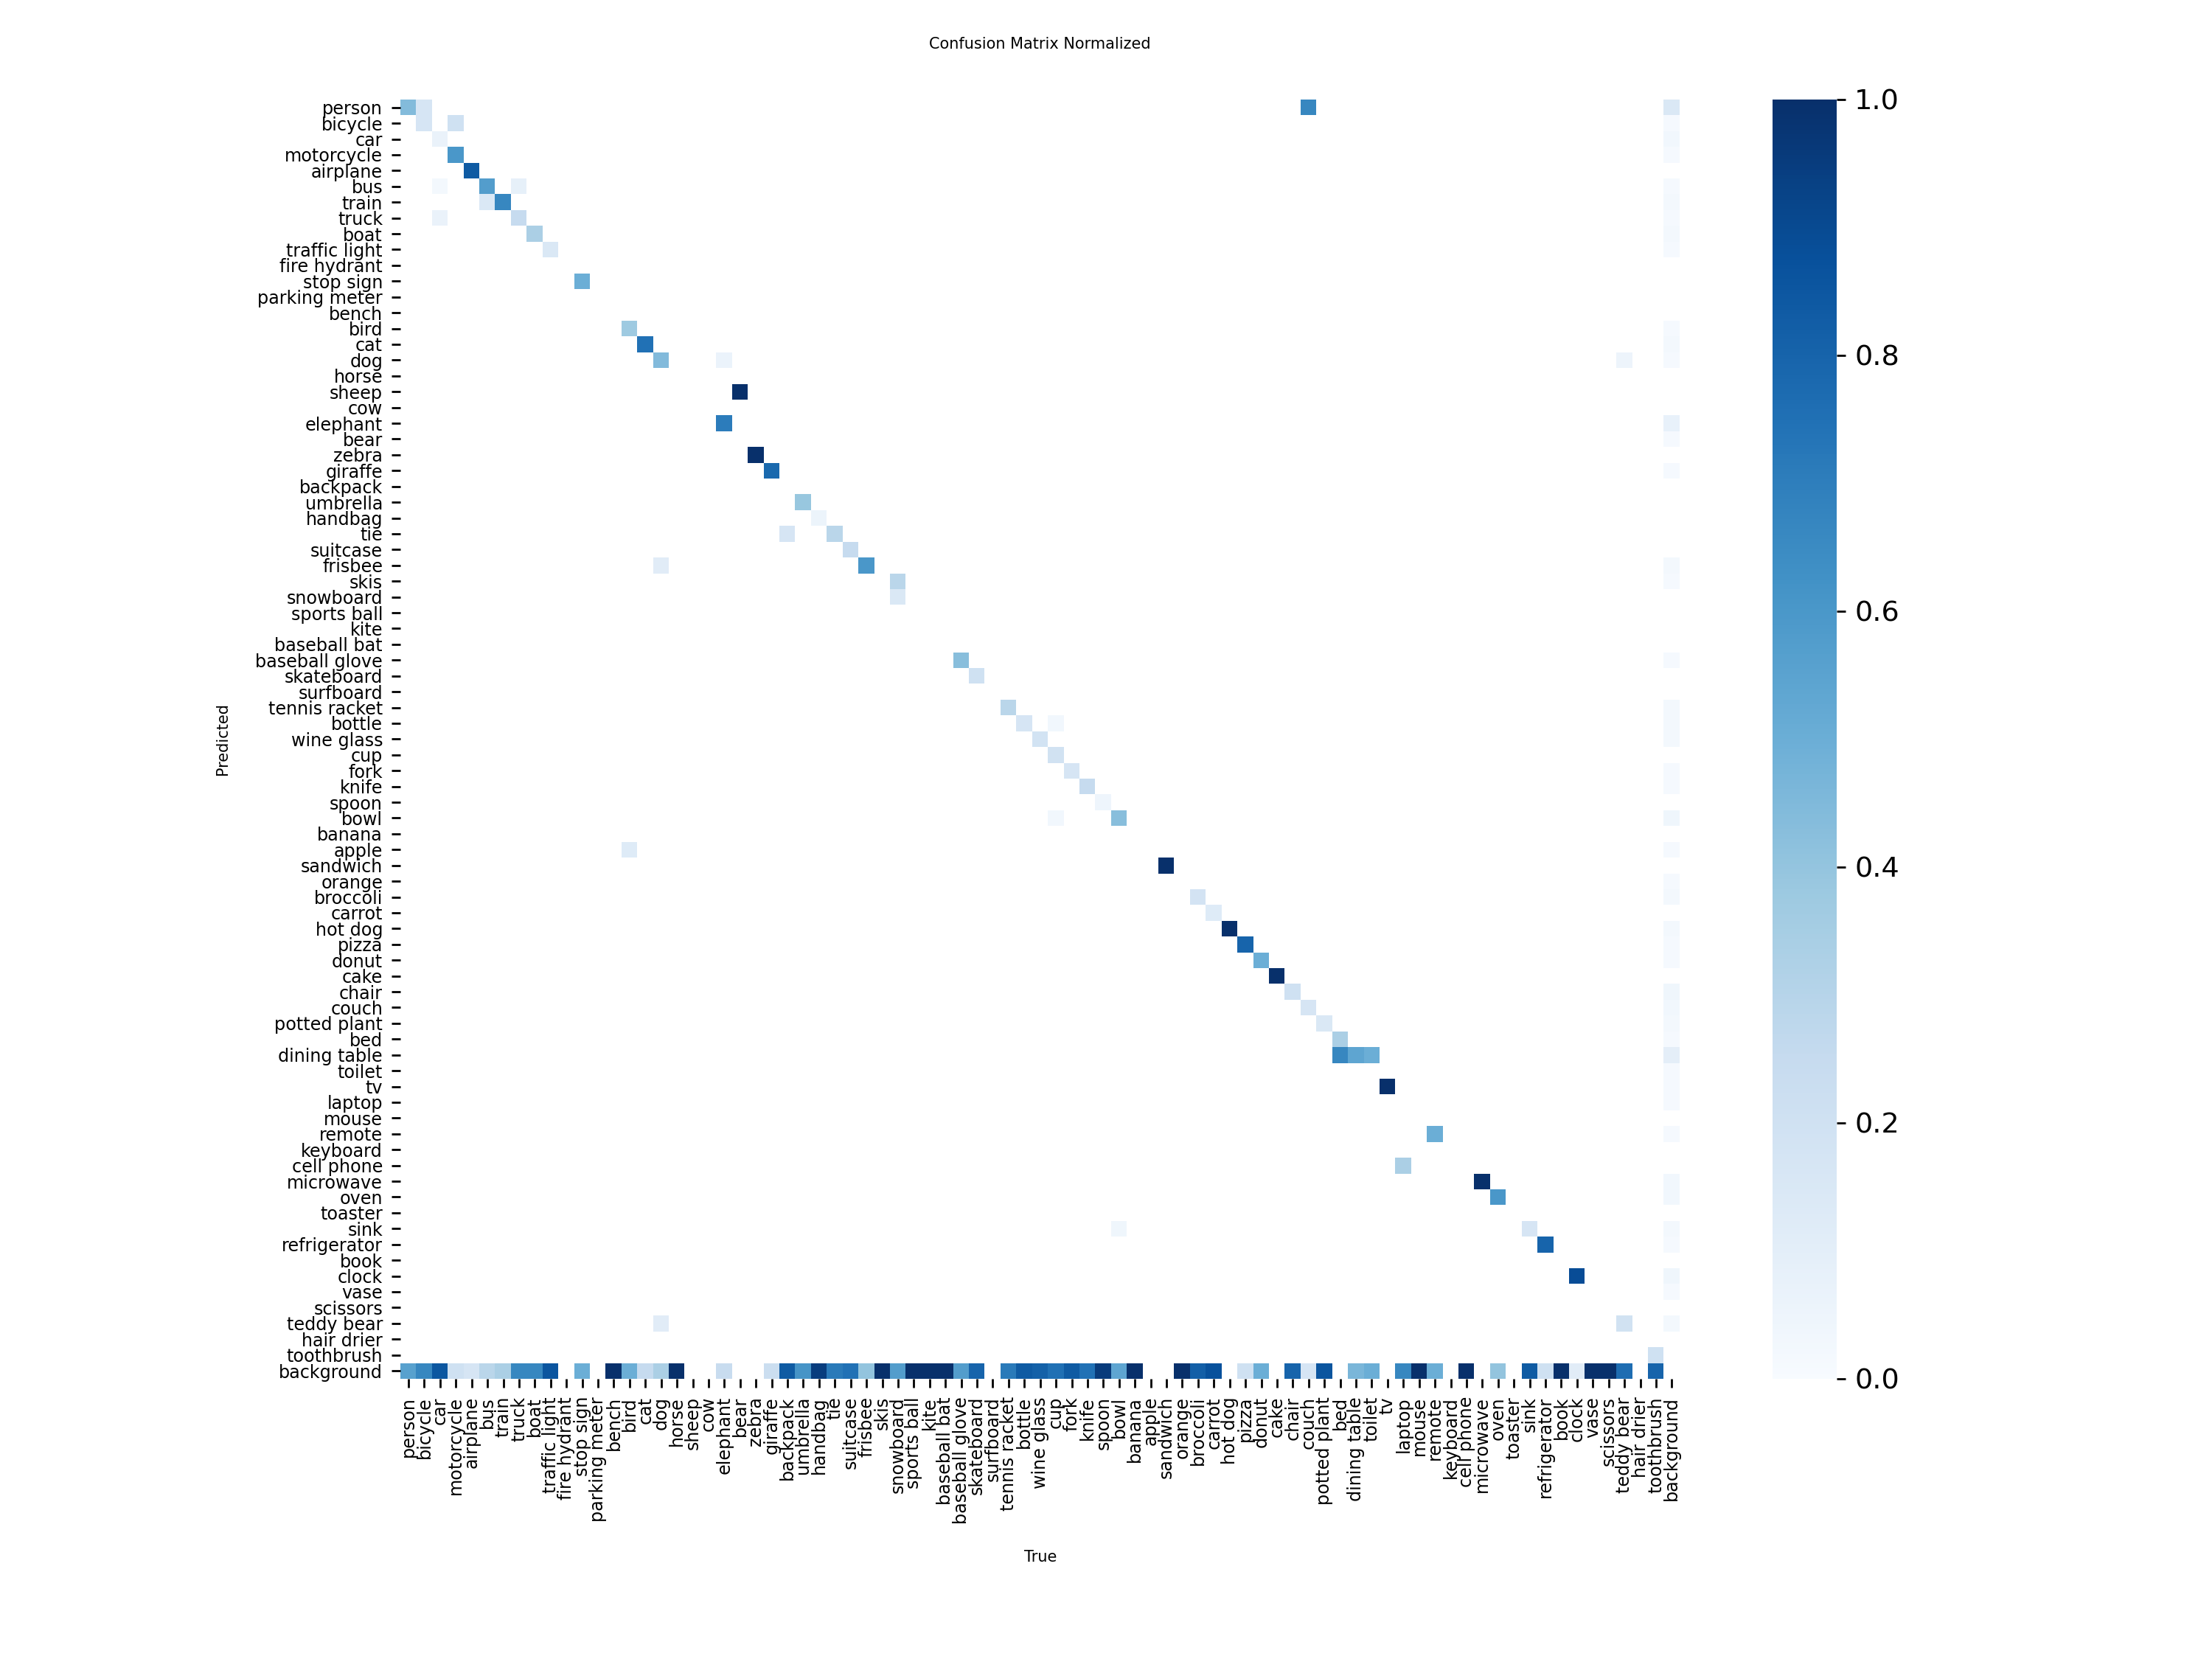 Confusion Matrix Normalized
person
bicycle
car
motorcycle
airplane
bus
train
truck
boat
traffic light
fire hydrant
stop sign
parking meter
bench
bird
cat
dog
horse
sheep
cow
elephant
bear
zebra
giraffe
backpack
umbrella
handbag
tie
suitcase
frisbee
skis
snowboard
sports ball
kite
baseball bat
baseball glove
skateboard
surfboard
tennis racket
bottle
wine glass
cup
fork
knife
spoon
bowl
banana
apple
sandwich
orange
broccoli
carrot
hot dog
pizza
donut
cake
chair
couch
potted plant
bed
dining table
toilet
tv
laptop
mouse
remote
keyboard
cell phone
microwave
oven
toaster
sink
refrigerator
book
clock
vase
scissors
teddy bear
hair drier
toothbrush
background
Predicted
person
bicycle
car
motorcycle
airplane
bus
train
truck
boat
traffic light
fire hydrant
stop sign
parking meter
bench
bird
cat
dog
horse
sheep
cow
elephant
bear
zebra
giraffe
backpack
umbrella
handbag
tie
suitcase
frisbee
skis
snowboard
sports ball
kite
baseball bat
baseball glove
skateboard
surfboard
tennis racket
bottle
wine glass
cup
fork
knife
spoon
bowl
banana
apple
sandwich
orange
broccoli
carrot
hot dog
pizza
donut
cake
chair
couch
potted plant
bed
dining table
toilet
tv
laptop
mouse
remote
keyboard
cell phone
microwave
oven
toaster
sink
refrigerator
book
clock
vase
scissors
teddy bear
hair drier
toothbrush
background
True
1.0
0.8
0.6
0.4
0.2
0.0